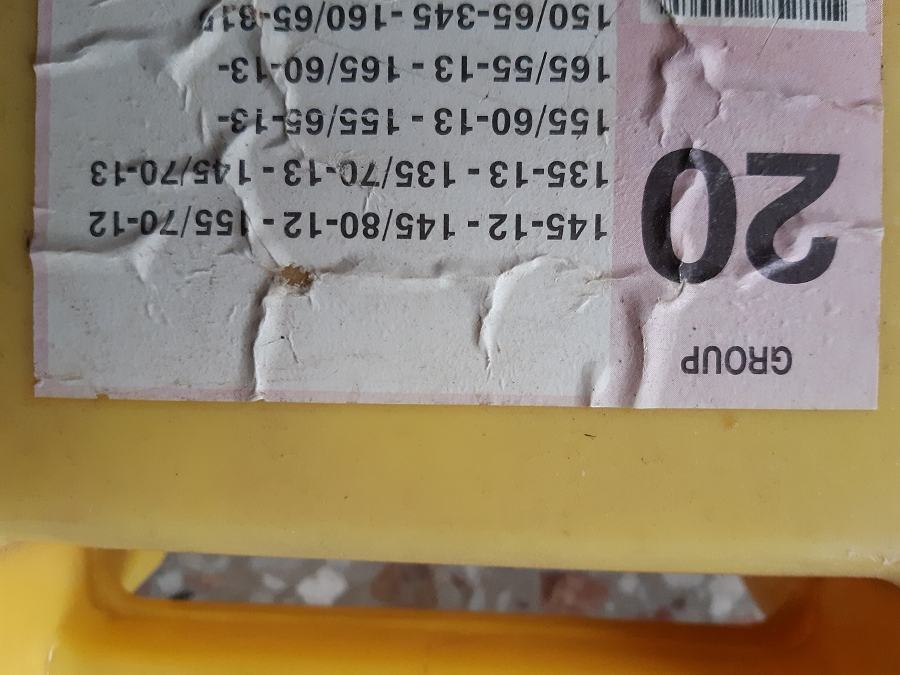 GROUP
20
145-12 - 145/80-12 - 155/70-12
135-13 - 135/70-13 - 145/70-13
155/60-13 - 155/65-13-
165/55-13 - 165/60-13-
150/65-345 -160/65-315